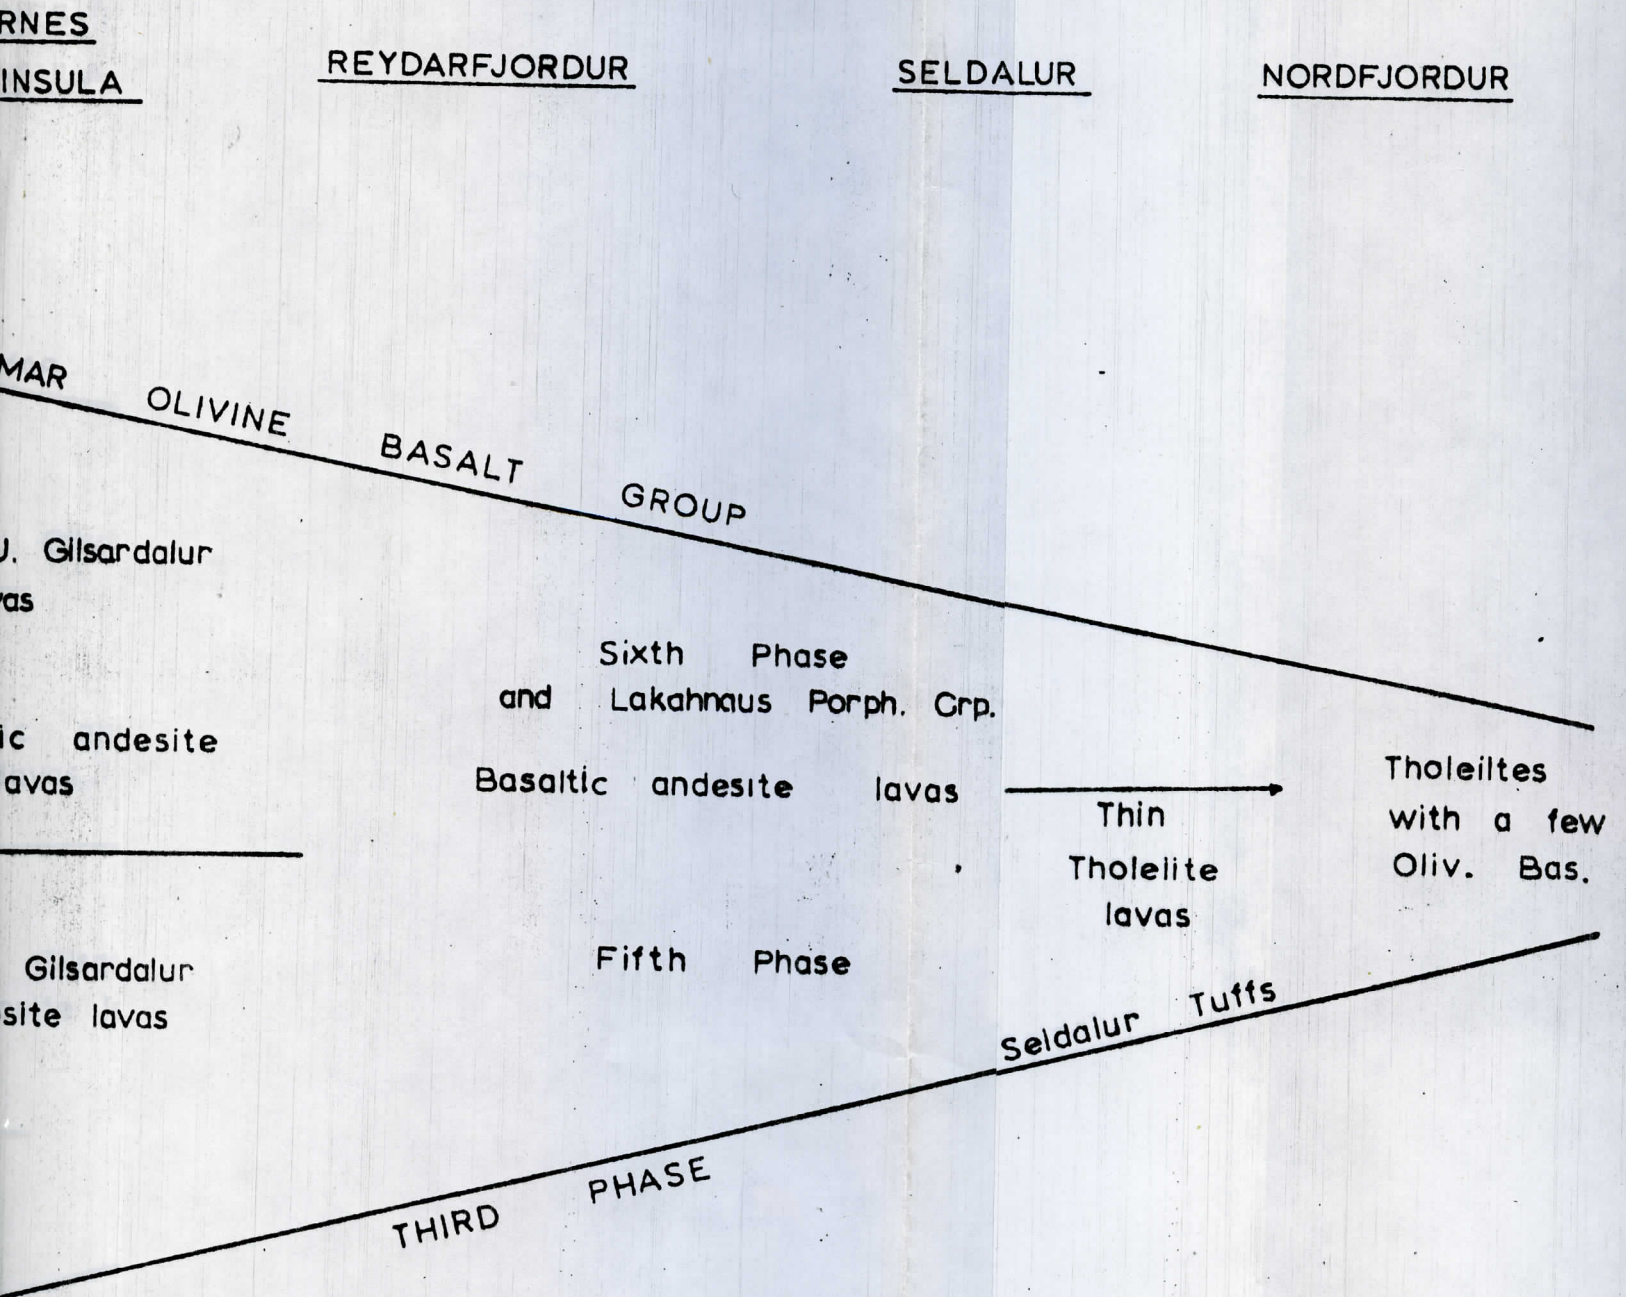 RNES
INSULA
REYDARFJORDUR
SELDALUR
NORDFJORDUR
MAR OLIVINE BASALT GROUP
U. Gilsardalur
vas
Sixth Phase
and Lakahnaus Porph. Grp.
ic andesite
avas
Basaltic andesite lavas
Thin
Tholeiite
lavas
Tholeiites
with a few
Oliv. Bas.
Gilsardalur
site lavas
Fifth Phase
Seldalur Tuffs
THIRD PHASE